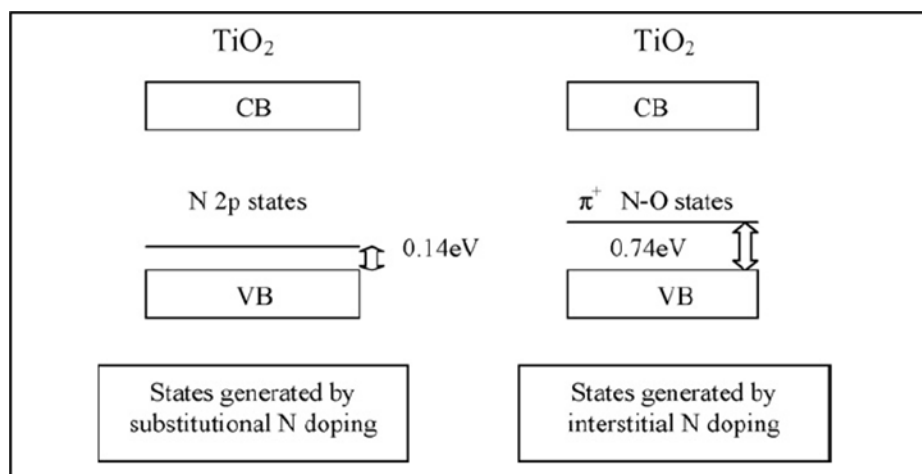 TiO₂
CB
N 2p states
0.14eV
VB
States generated by
substitutional N doping
TiO₂
CB
π⁺ N-O states
0.74eV
VB
States generated by
interstitial N doping